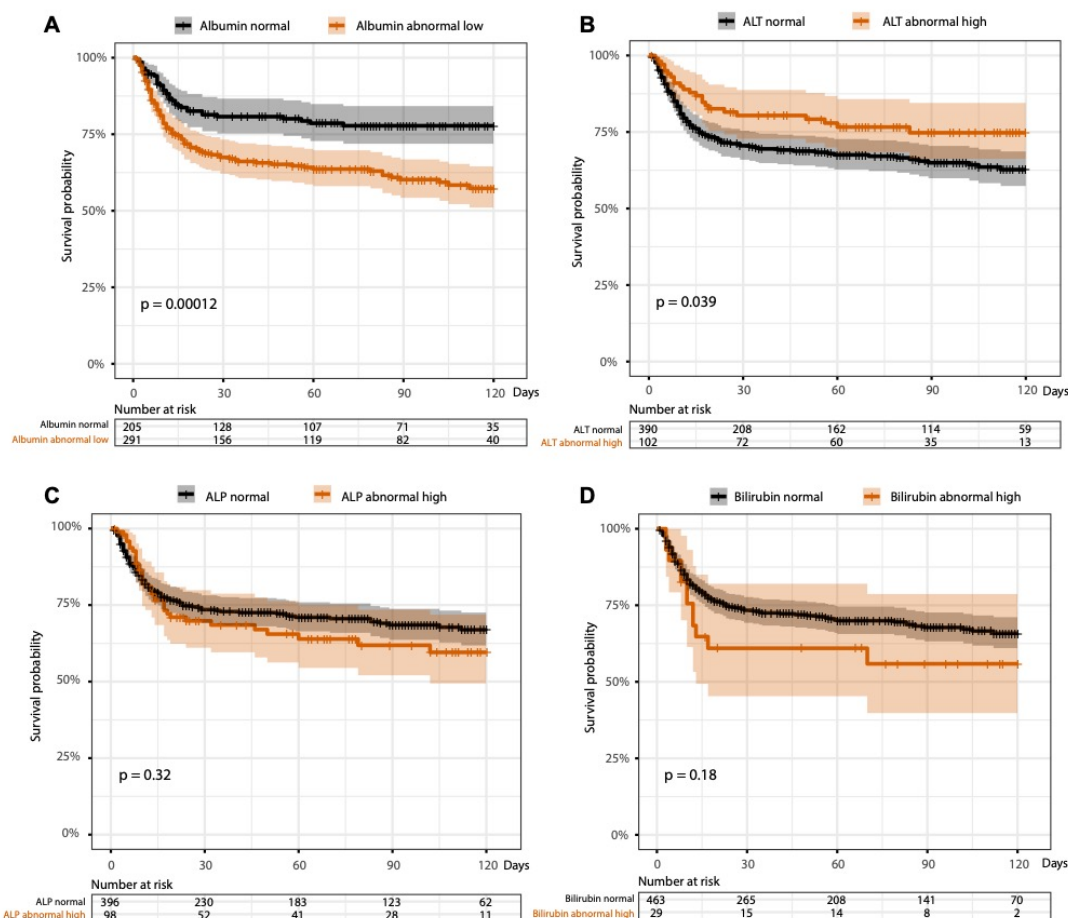 A
Albumin normal Albumin abnormal low
100%
75%
50%
25%
0%
Survival probability
p = 0.00012
0 30 60 90 120 Days
Number at risk
Albumin normal 205 128 107 71 35
Albumin abnormal low 291 156 119 82 40
B
ALT normal ALT abnormal high
100%
75%
50%
25%
0%
Survival probability
p = 0.039
0 30 60 90 120 Days
Number at risk
ALT normal 390 208 162 114 59
ALT abnormal high 102 72 60 35 13
C
ALP normal ALP abnormal high
100%
75%
50%
25%
0%
Survival probability
p = 0.32
0 30 60 90 120 Days
Number at risk
ALP normal 396 230 183 123 62
ALP abnormal high 98 52 41 28 11
D
Bilirubin normal Bilirubin abnormal high
100%
75%
50%
25%
0%
Survival probability
p = 0.18
0 30 60 90 120 Days
Number at risk
Bilirubin normal 463 265 208 141 70
Bilirubin abnormal high 29 15 14 8 2